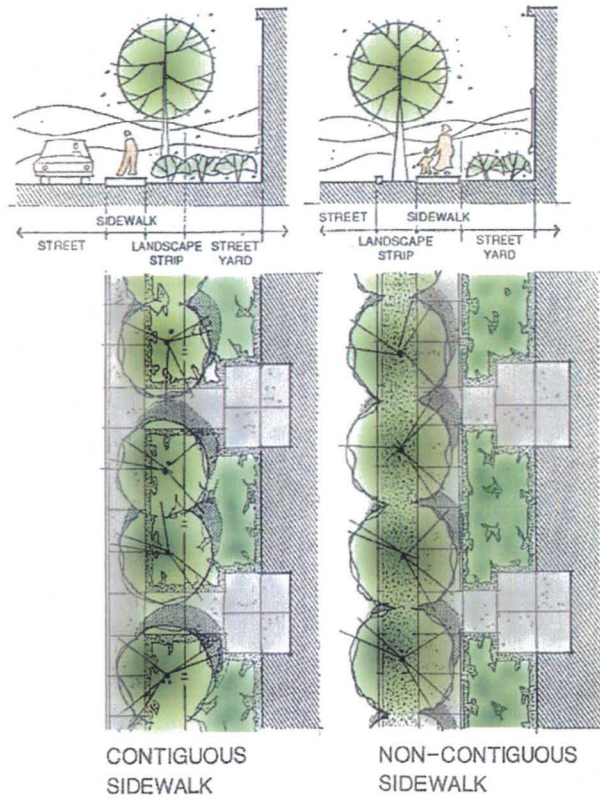 SIDEWALK
STREET
LANDSCAPE
STRIP
STREET
YARD
STREET
SIDEWALK
LANDSCAPE
STRIP
STREET
YARD
CONTIGUOUS
SIDEWALK
NON-CONTIGUOUS
SIDEWALK